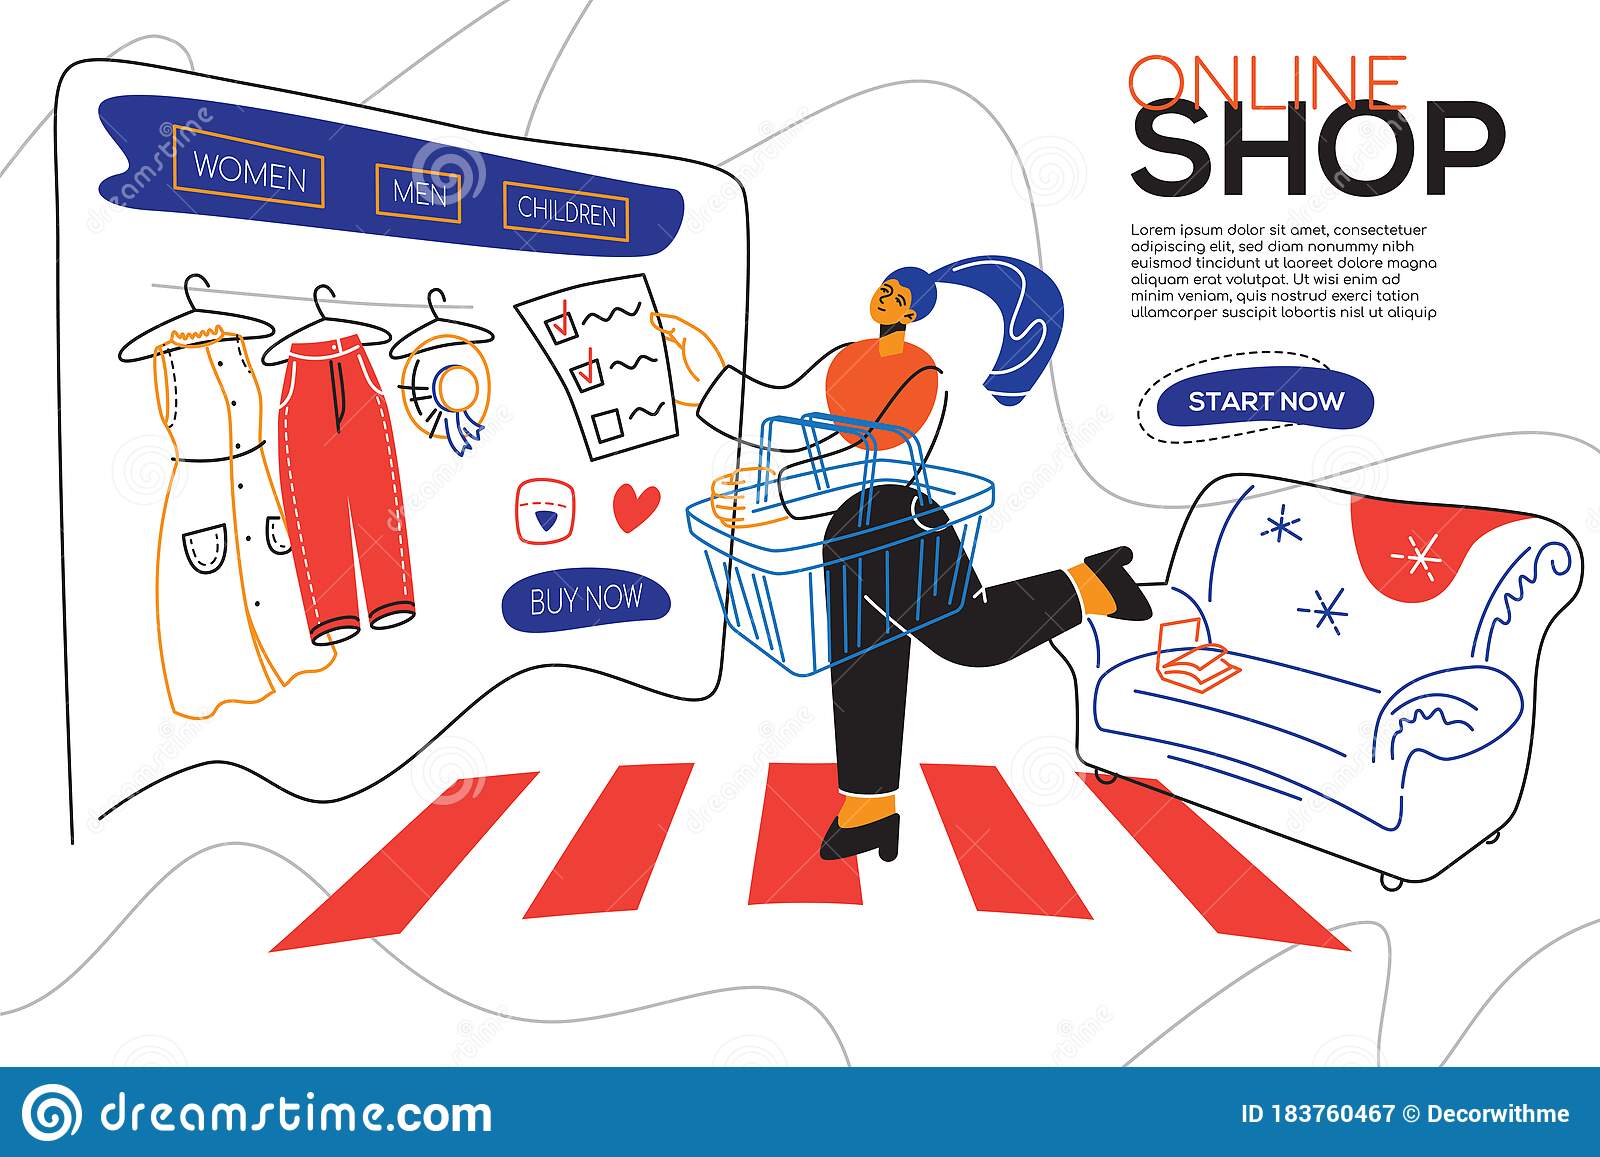 ONLINE
SHOP
Lorem ipsum dolor sit amet, consectetuer
adipiscing elit, sed diam nonummy nibh
euismod tincidunt ut laoreet dolore magna
aliquam erat volutpat. Ut wisi enim ad
minim veniam, quis nostrud exerci tation
ullamcorper suscipit lobortis nisl ut aliquip
START NOW
WOMEN
MEN
CHILDREN
BUY NOW
dreamstime.com
ID 183760467 © Decorwithme